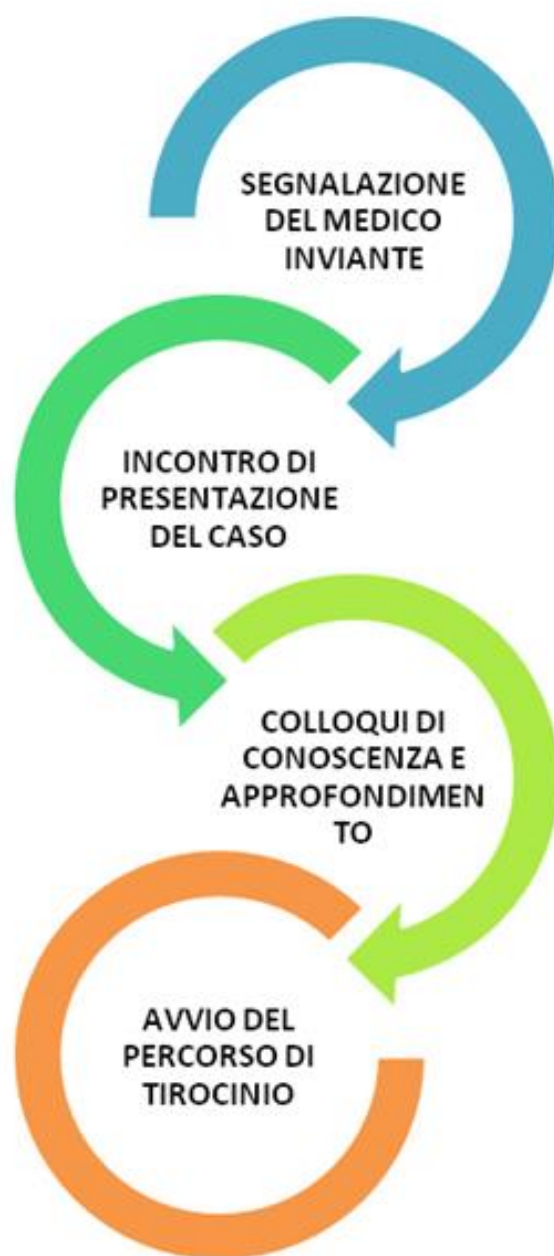 SEGNALAZIONE
DEL MEDICO
INVIANTE
INCONTRO DI
PRESENTAZIONE
DEL CASO
COLLOQUI DI
CONOSCENZA E
APPROFONDIMEN
TO
AVVIO DEL
PERCORSO DI
TIROCINIO